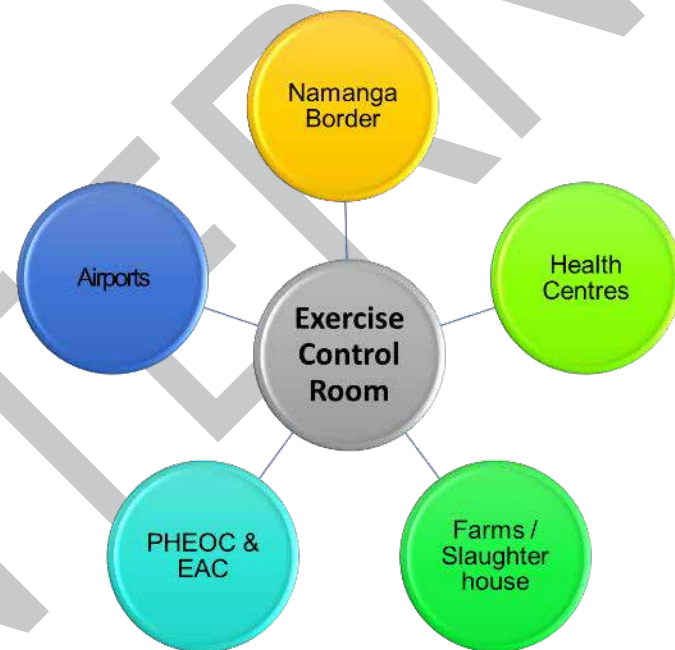 Namanga
Border
Airports
Health
Centres
Exercise
Control
Room
PHEOC &
EAC
Farms /
Slaughter
house